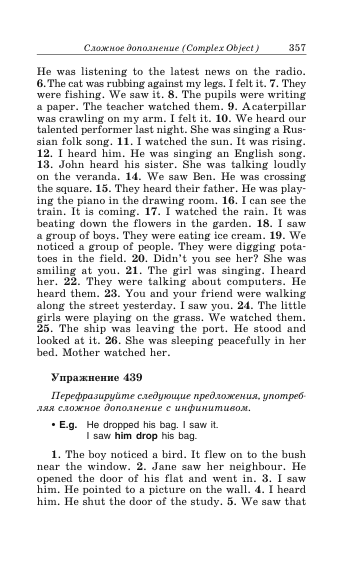 Сложное дополнение (Complex Object) 357
He was listening to the latest news on the radio.
6.The cat was rubbing against my legs. I felt it. 7. They
were fishing. We saw it. 8. The pupils were writing
a paper. The teacher watched them. 9. A caterpillar
was crawling on my arm. I felt it. 10. We heard our
talented performer last night. She was singing a Rus-
sian folk song. 11. I watched the sun. It was rising.
12. I heard him. He was singing an English song.
13. John heard his sister. She was talking loudly
on the veranda. 14. We saw Ben. He was crossing
the square. 15. They heard their father. He was play-
ing the piano in the drawing room. 16. I can see the
train. It is coming. 17. I watched the rain. It was
beating down the flowers in the garden. 18. I saw
a group of boys. They were eating ice cream. 19. We
noticed a group of people. They were digging pota-
toes in the field. 20. Didn't you see her? She was
smiling at you. 21. The girl was singing. I heard
her. 22. They were talking about computers. He
heard them. 23. You and your friend were walking
along the street yesterday. I saw you. 24. The little
girls were playing on the grass. We watched them.
25. The ship was leaving the port. He stood and
looked at it. 26. She was sleeping peacefully in her
bed. Mother watched her.
Упражнение 439
Перефразируйте следующие предложения, употреб-
ляя сложное дополнение с инфинитивом.
• E.g. He dropped his bag. I saw it.
I saw him drop his bag.
1. The boy noticed a bird. It flew on to the bush
near the window. 2. Jane saw her neighbour. He
opened the door of his flat and went in. 3. I saw
him. He pointed to a picture on the wall. 4. I heard
him. He shut the door of the study. 5. We saw that